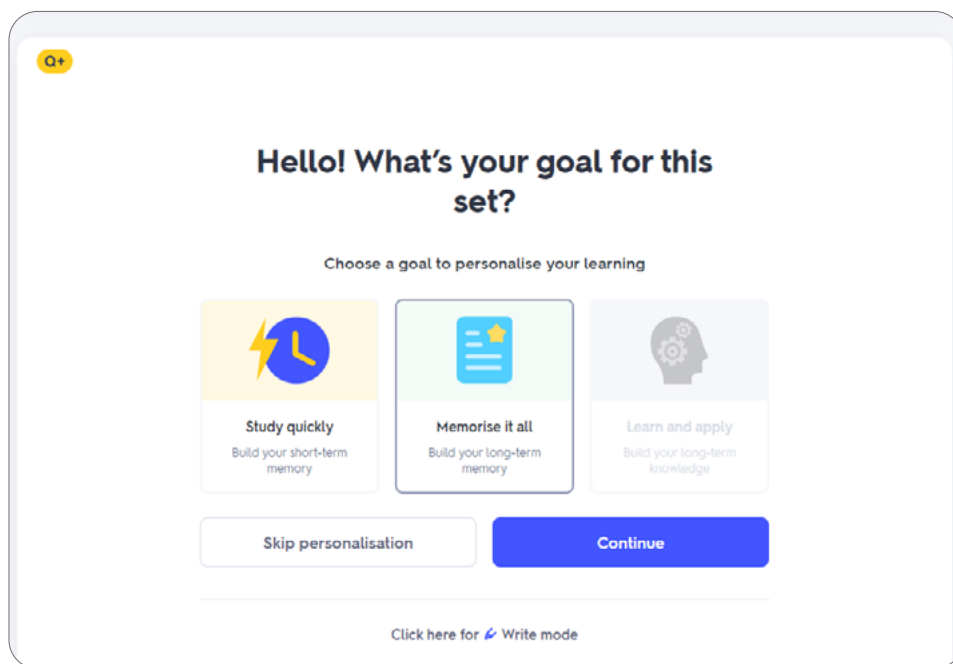 Q+
Hello! What's your goal for this
set?
Choose a goal to personalise your learning
Study quickly
Build your short-term
memory
Memorise it all
Build your long-term
memory
Learn and apply
Build your long-term
knowledge
Skip personalisation
Continue
Click here for Write mode